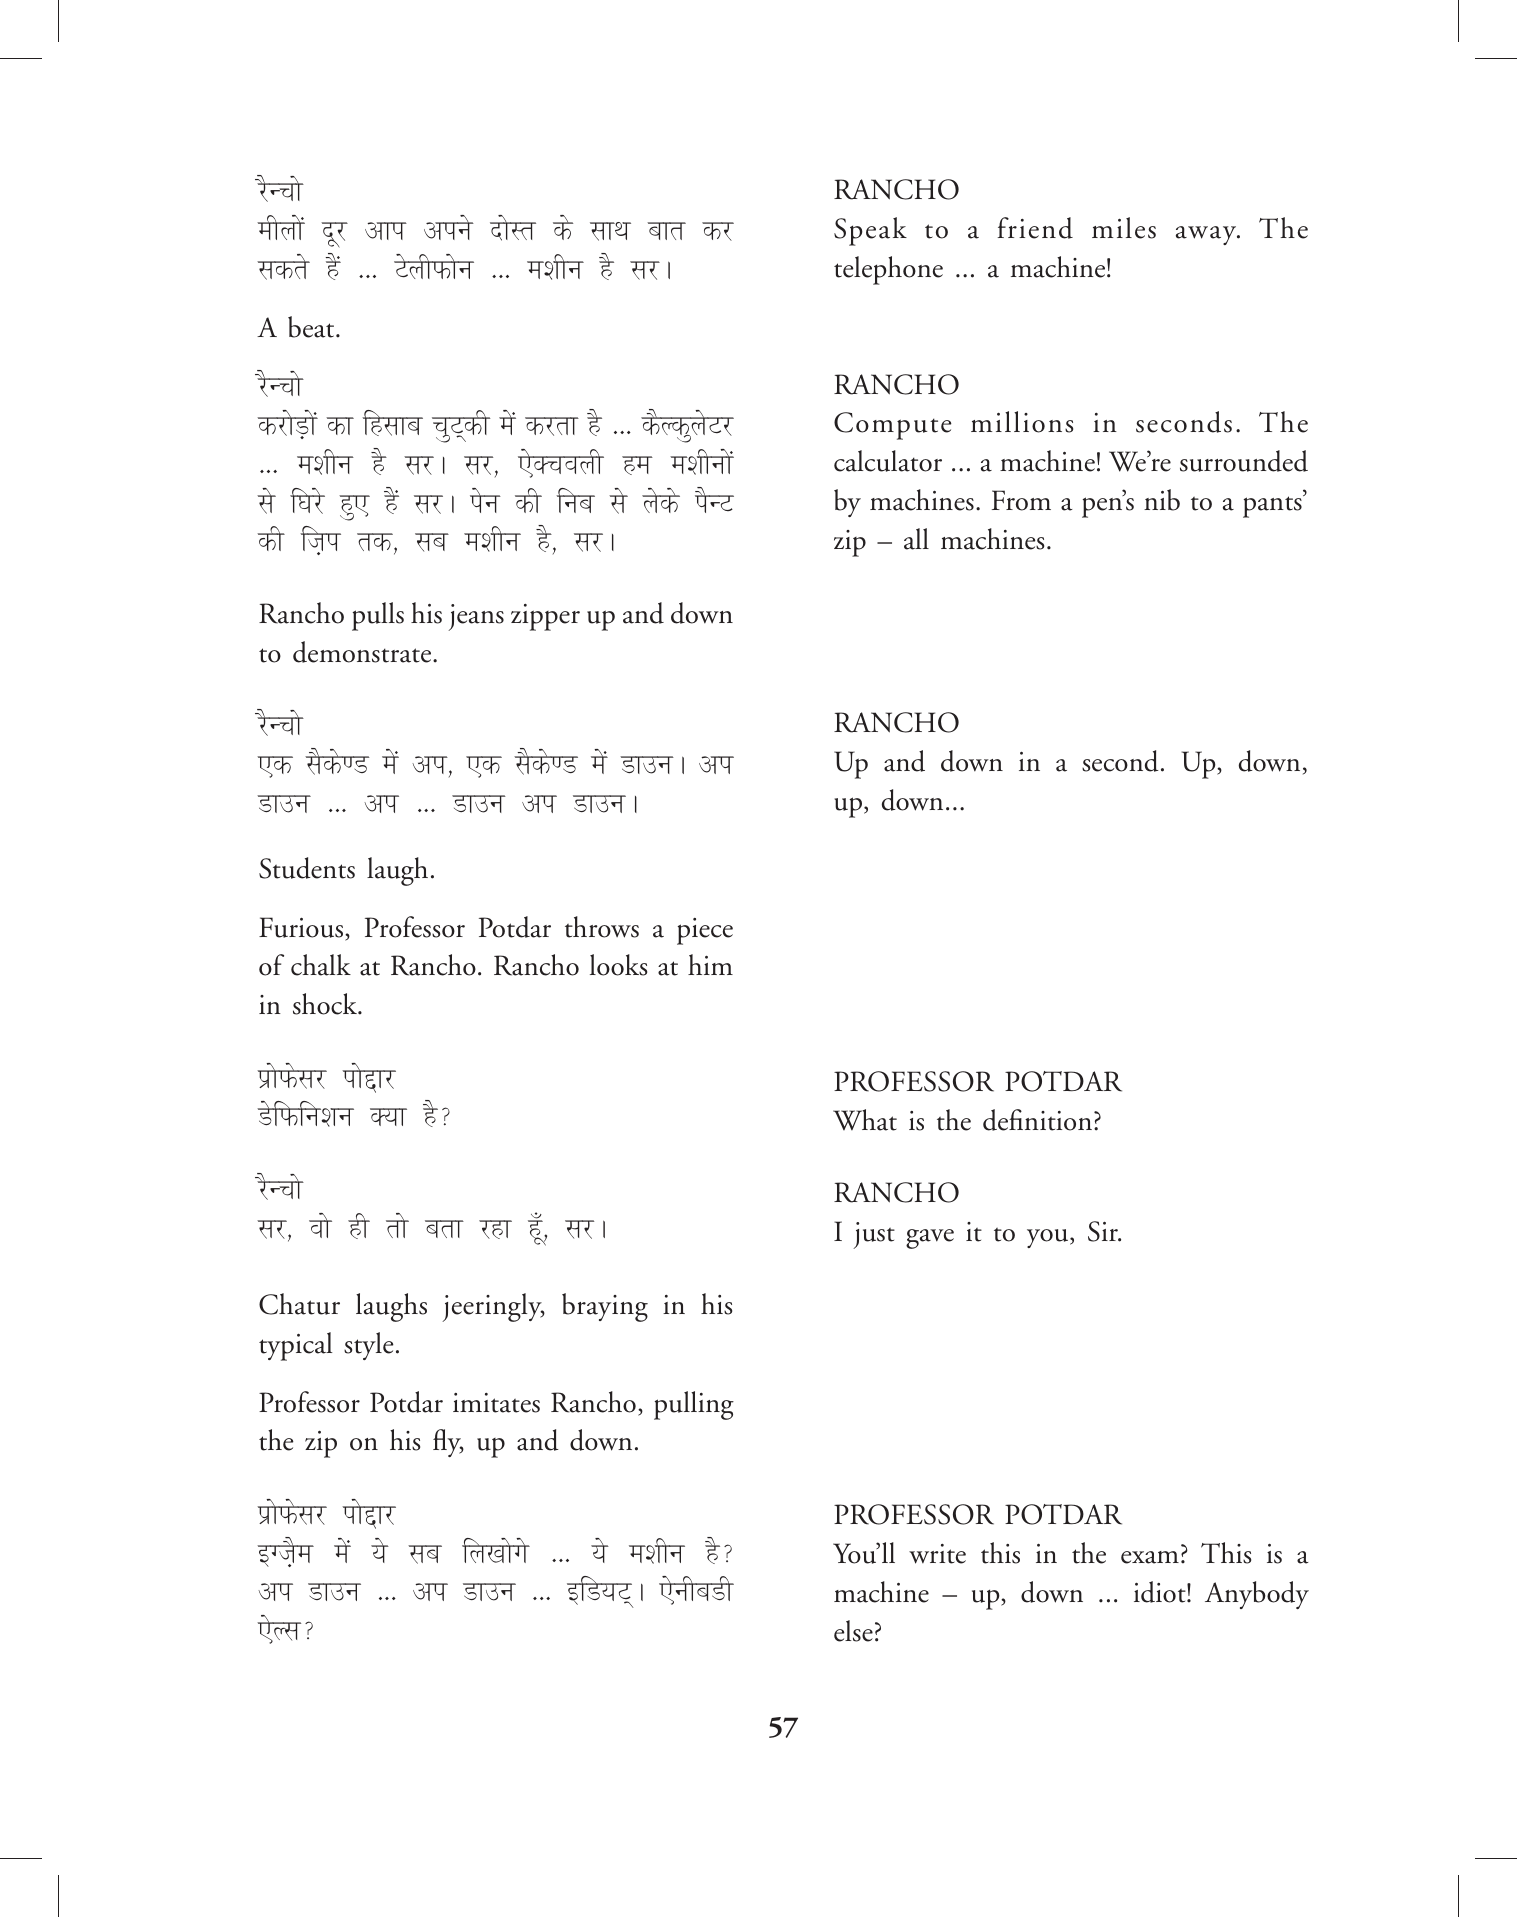 रैन्चो
मीलों दूर आप अपने दोस्त के साथ बात कर
सकते हैं ... टेलीफोन ... मशीन है सर।
RANCHO
Speak to a friend miles away. The
telephone ... a machine!
A beat.
रैन्चो
करोड़ों का हिसाब चुट्की में करता है ... कैल्कुलेटर
... मशीन है सर। सर, ऐक्चवली हम मशीनों
से घिरे हुए हैं सर। पेन की निब से लेके पैन्ट
की ज़िप तक, सब मशीन है, सर।
RANCHO
Compute millions in seconds. The
calculator ... a machine! We’re surrounded
by machines. From a pen’s nib to a pants’
zip – all machines.
Rancho pulls his jeans zipper up and down
to demonstrate.
रैन्चो
एक सैकेण्ड में अप, एक सैकेण्ड में डाउन। अप
डाउन ... अप ... डाउन अप डाउन।
RANCHO
Up and down in a second. Up, down,
up, down...
Students laugh.
Furious, Professor Potdar throws a piece
of chalk at Rancho. Rancho looks at him
in shock.
प्रोफेसर पोद्दार
डेफिनिशन क्या है?
PROFESSOR POTDAR
What is the definition?
रैन्चो
सर, वो ही तो बता रहा हूँ, सर।
RANCHO
I just gave it to you, Sir.
Chatur laughs jeeringly, braying in his
typical style.
Professor Potdar imitates Rancho, pulling
the zip on his fly, up and down.
प्रोफेसर पोद्दार
इग्ज़ैम में ये सब लिखोगे ... ये मशीन है?
अप डाउन ... अप डाउन ... इडियट्। ऐनीबडी
ऐल्स?
PROFESSOR POTDAR
You’ll write this in the exam? This is a
machine – up, down ... idiot! Anybody
else?
57